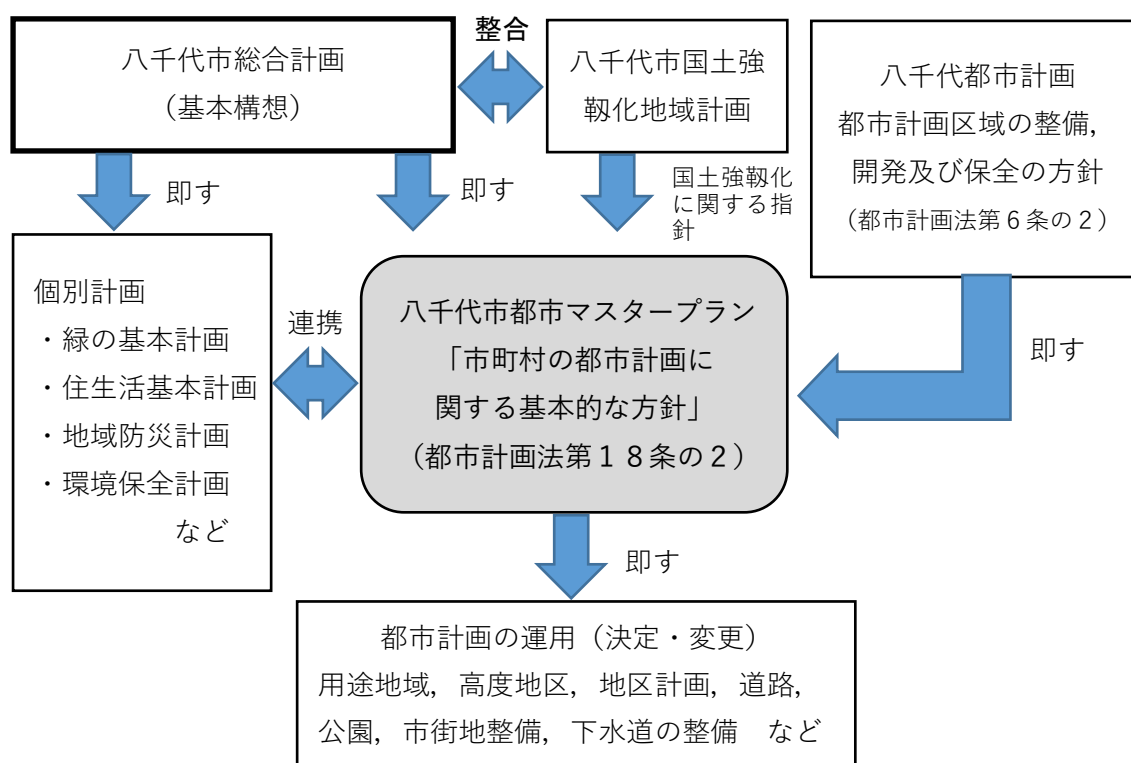 八千代市総合計画
（基本構想）
整合
八千代市国土強
靱化地域計画
八千代都市計画
都市計画区域の整備,
開発及び保全の方針
（都市計画法第６条の２）
即す
即す
国土強靱化
に関する指
針
個別計画
・緑の基本計画
・住生活基本計画
・地域防災計画
・環境保全計画
など
連携
八千代市都市マスタープラン
「市町村の都市計画に
関する基本的な方針」
（都市計画法第１８条の２）
即す
即す
都市計画の運用（決定・変更）
用途地域, 高度地区, 地区計画, 道路,
公園, 市街地整備, 下水道の整備　など